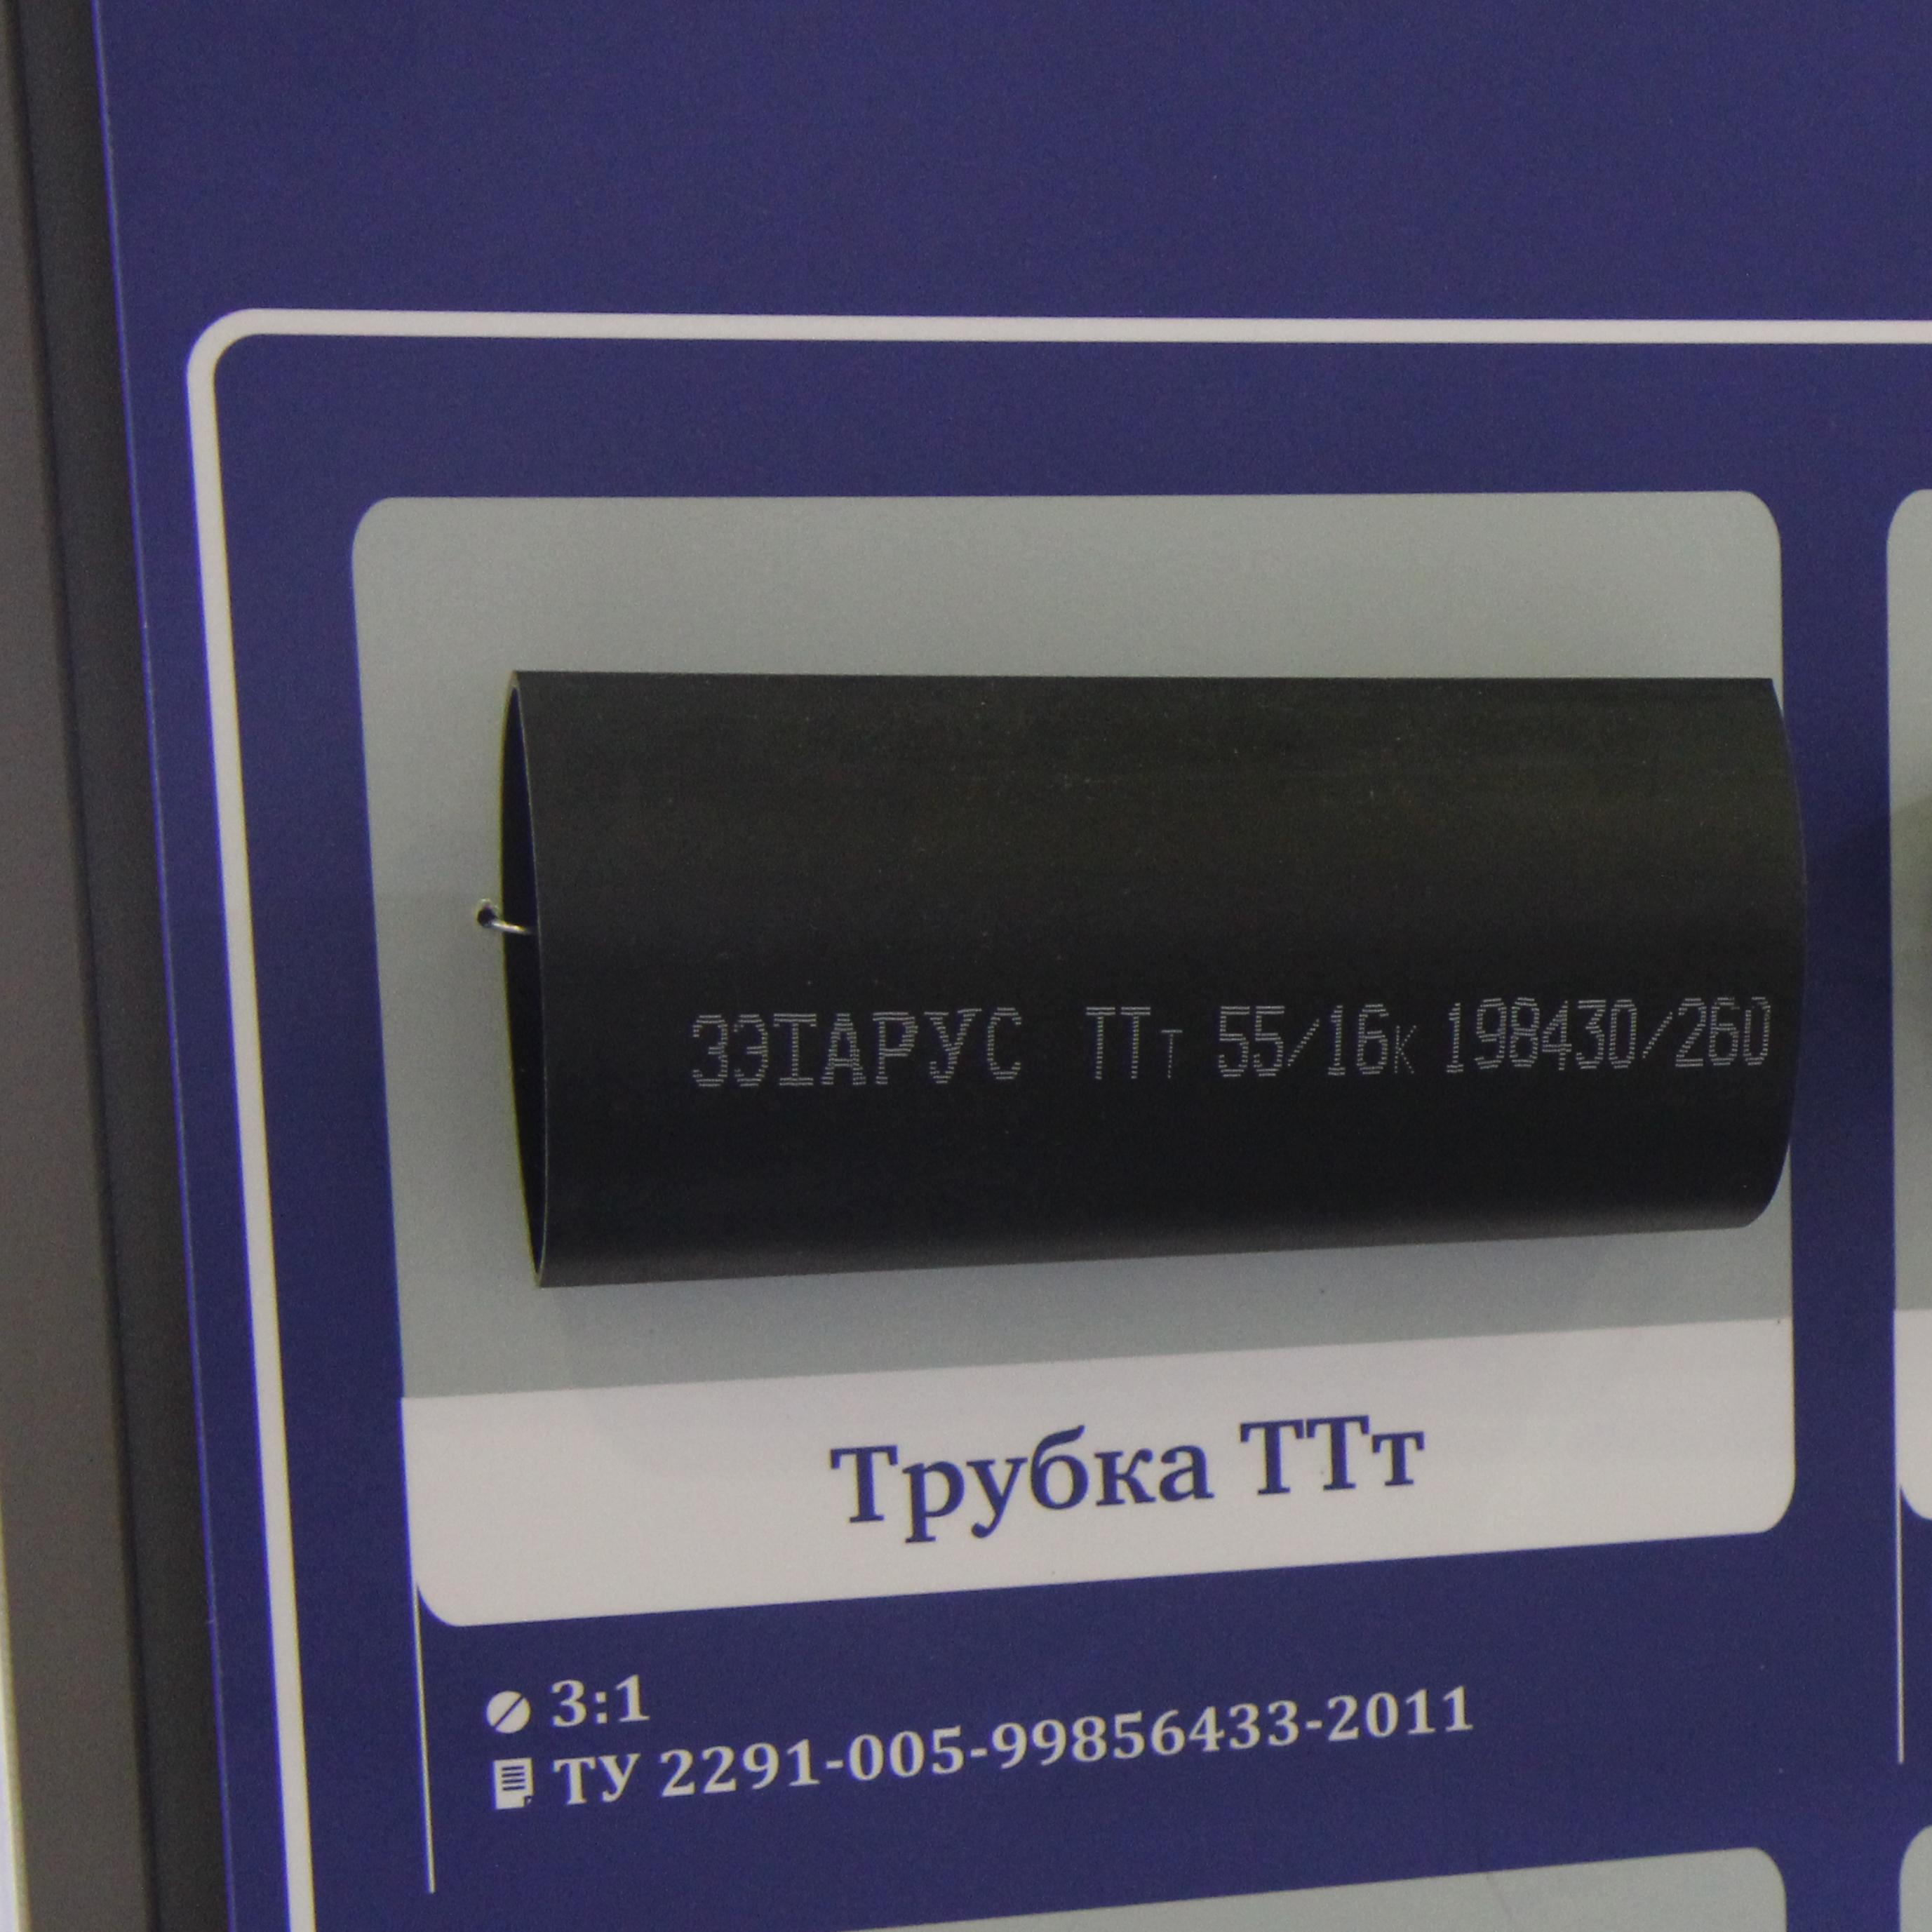 ЗЭТАРУС ТТт 55/16к 198430/260
Трубка ТТт
3:1
ТУ 2291-005-99856433-2011